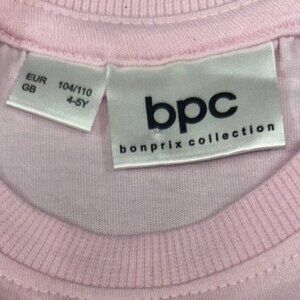 EUR 104/110
GB 4-5Y
bpc
bonprix collection